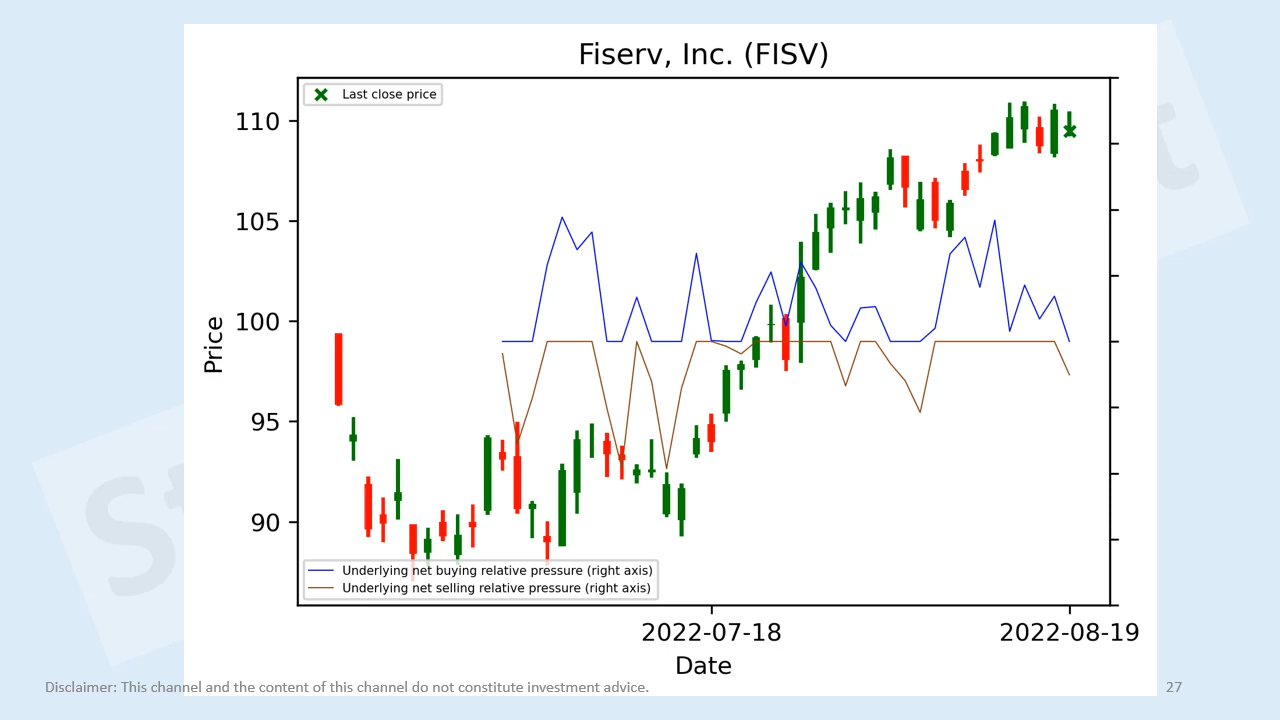 Fiserv, Inc. (FISV)
Last close price
110
105
100
95
90
Price
Underlying net buying relative pressure (right axis)
Underlying net selling relative pressure (right axis)
2022-07-18
2022-08-19
Date
Disclaimer: This channel and the content of this channel do not constitute investment advice.
27